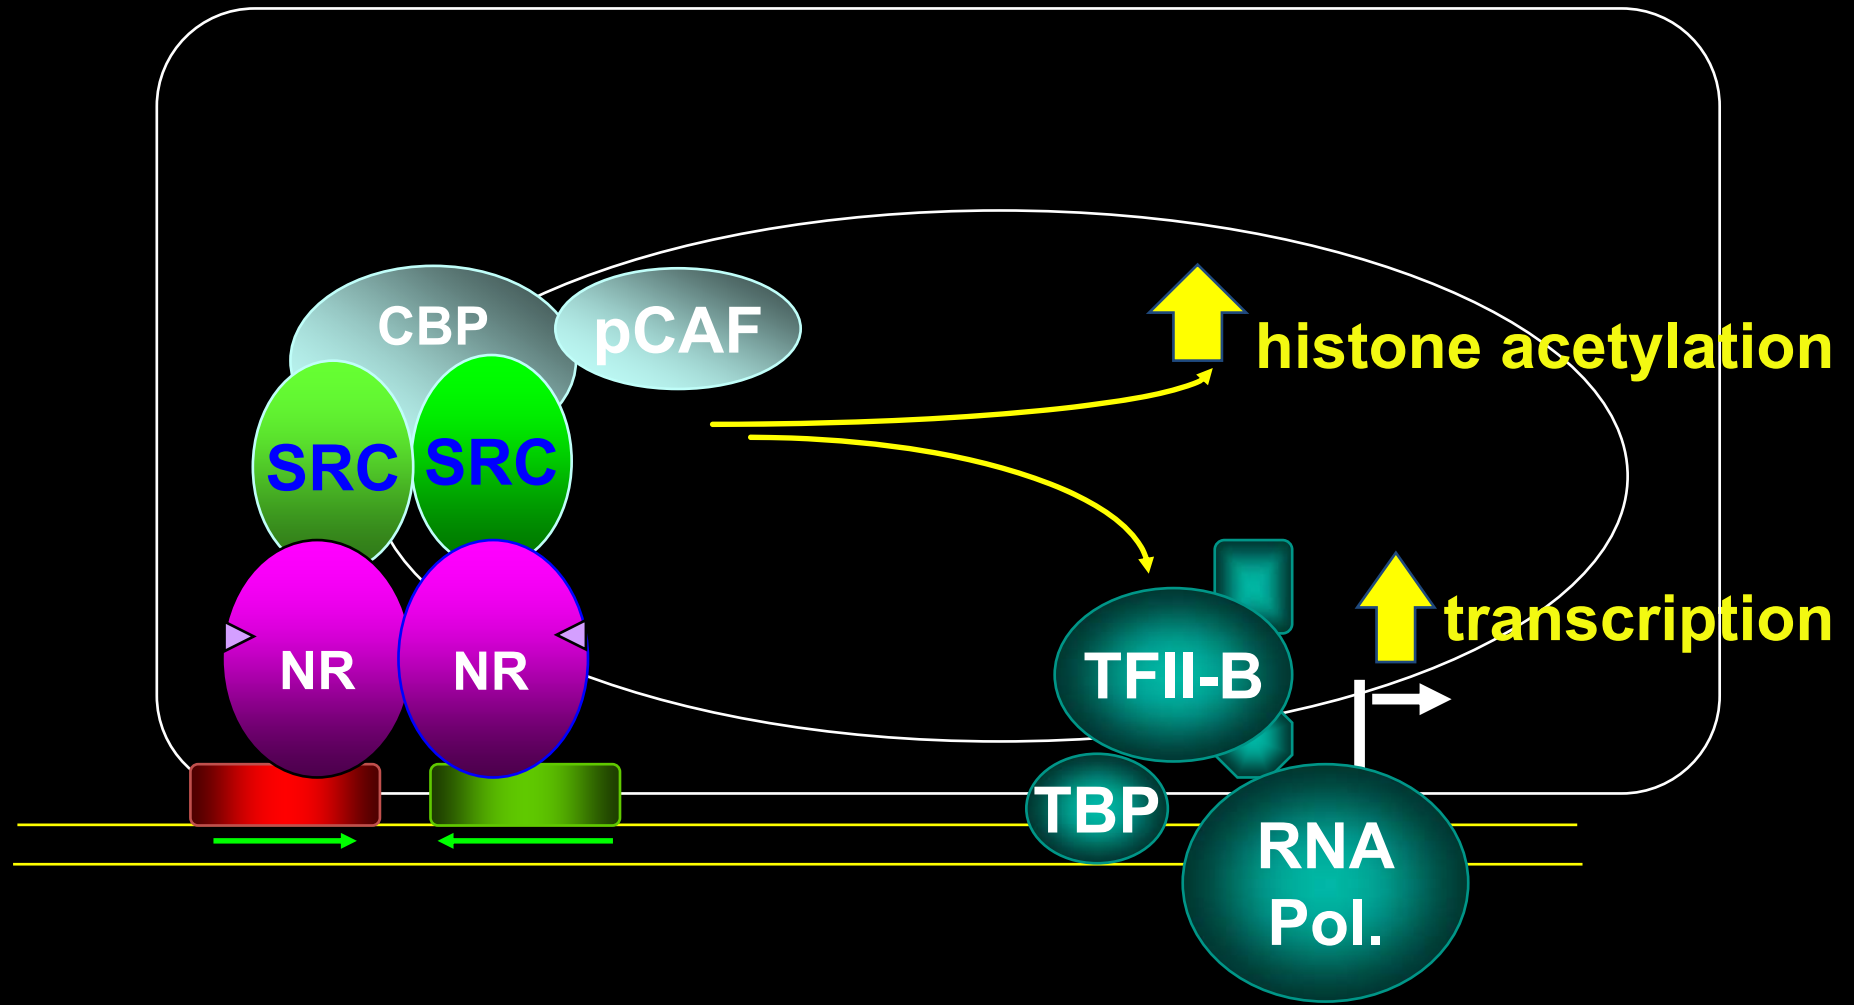 CBP
pCAF
histone acetylation
SRC
SRC
transcription
NR
NR
TFII-B
TBP
RNA
Pol.